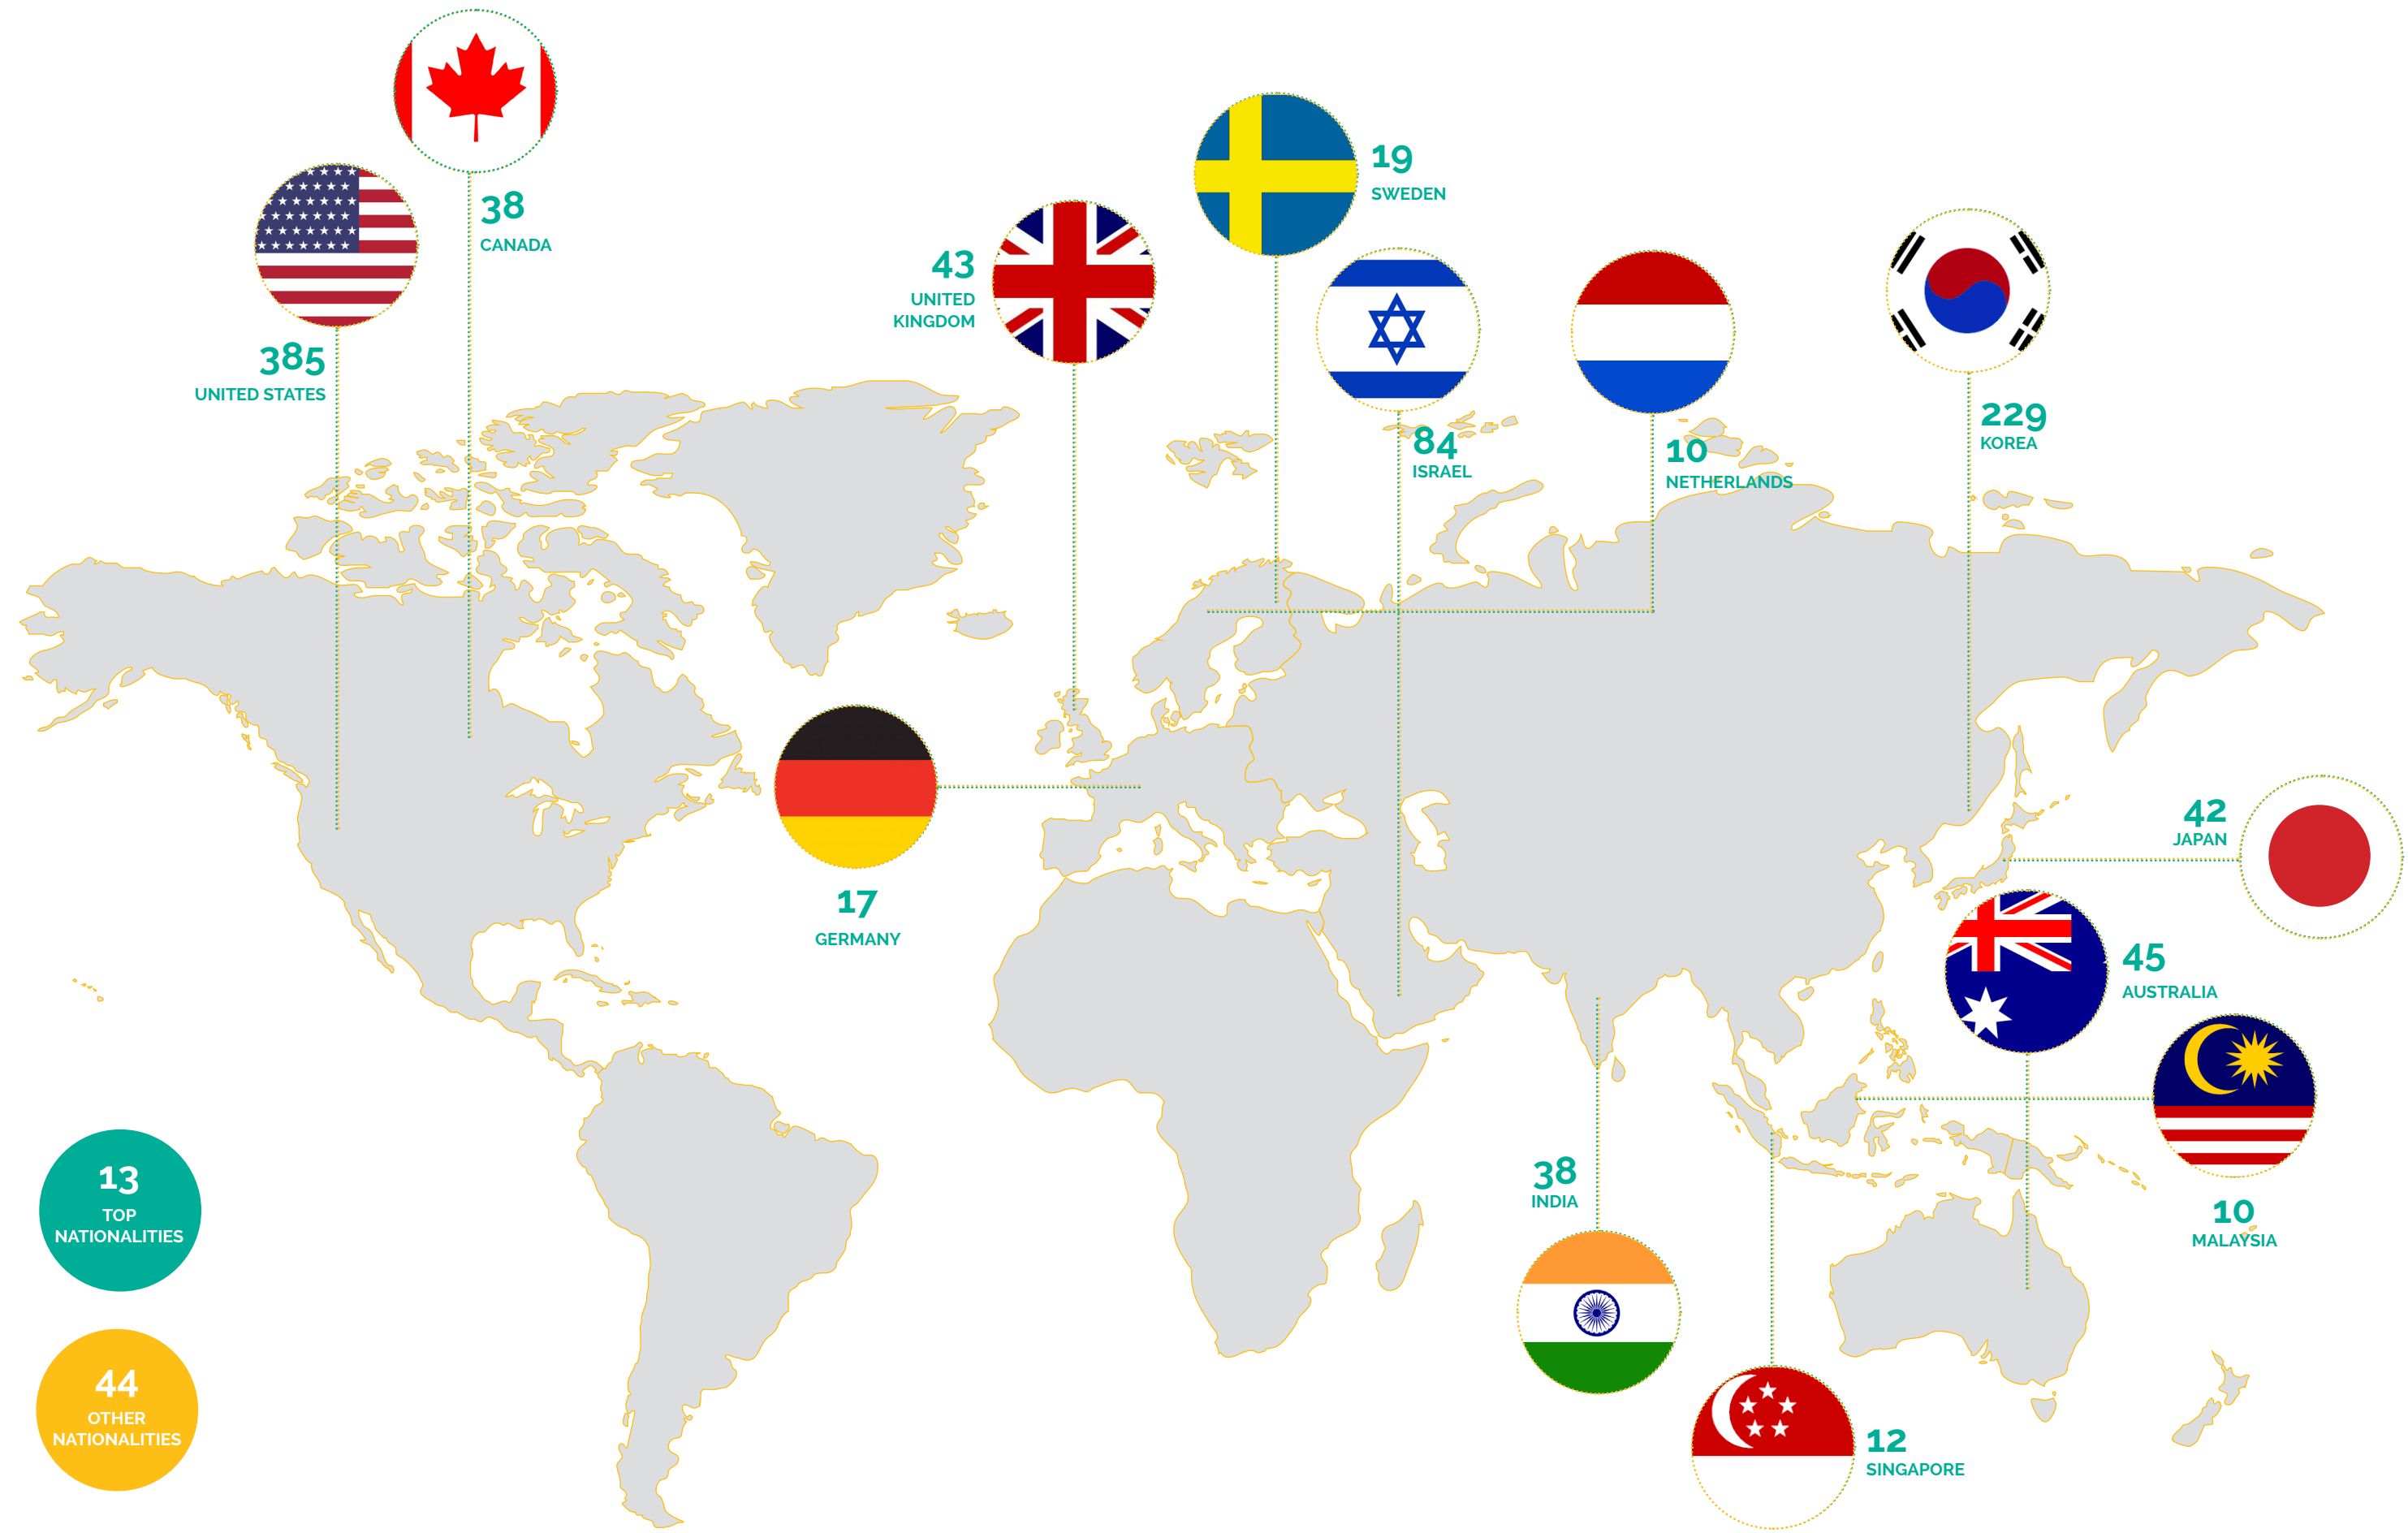 38
CANADA
385
UNITED STATES
43
UNITED
KINGDOM
19
SWEDEN
84
ISRAEL
10
NETHERLANDS
229
KOREA
17
GERMANY
42
JAPAN
45
AUSTRALIA
10
MALAYSIA
38
INDIA
12
SINGAPORE
13
TOP
NATIONALITIES
44
OTHER
NATIONALITIES